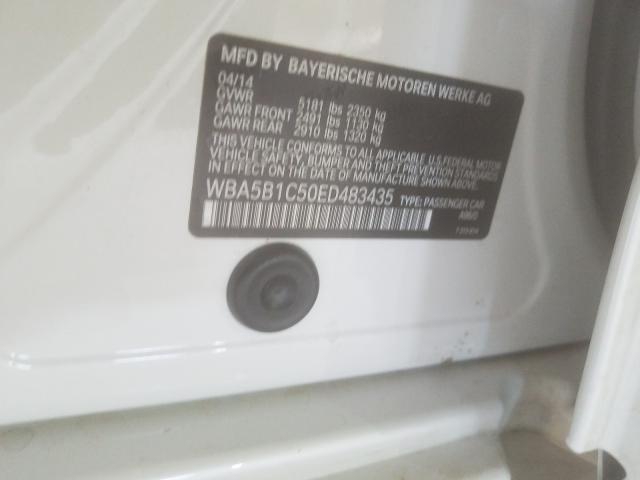 MFD BY BAYERISCHE MOTOREN WERKE AG
04/14
GVWR 5181 lbs 2350 kg
GAWR FRONT 2491 lbs 1130 kg
GAWR REAR 2910 lbs 1320 kg
THIS VEHICLE CONFORMS TO ALL APPLICABLE U.S. FEDERAL MOTOR
VEHICLE SAFETY, BUMPER, AND THEFT PREVENTION STANDARDS
IN EFFECT ON THE DATE OF MANUFACTURE SHOWN ABOVE.
WBA5B1C50ED483435 TYPE: PASSENGER CAR